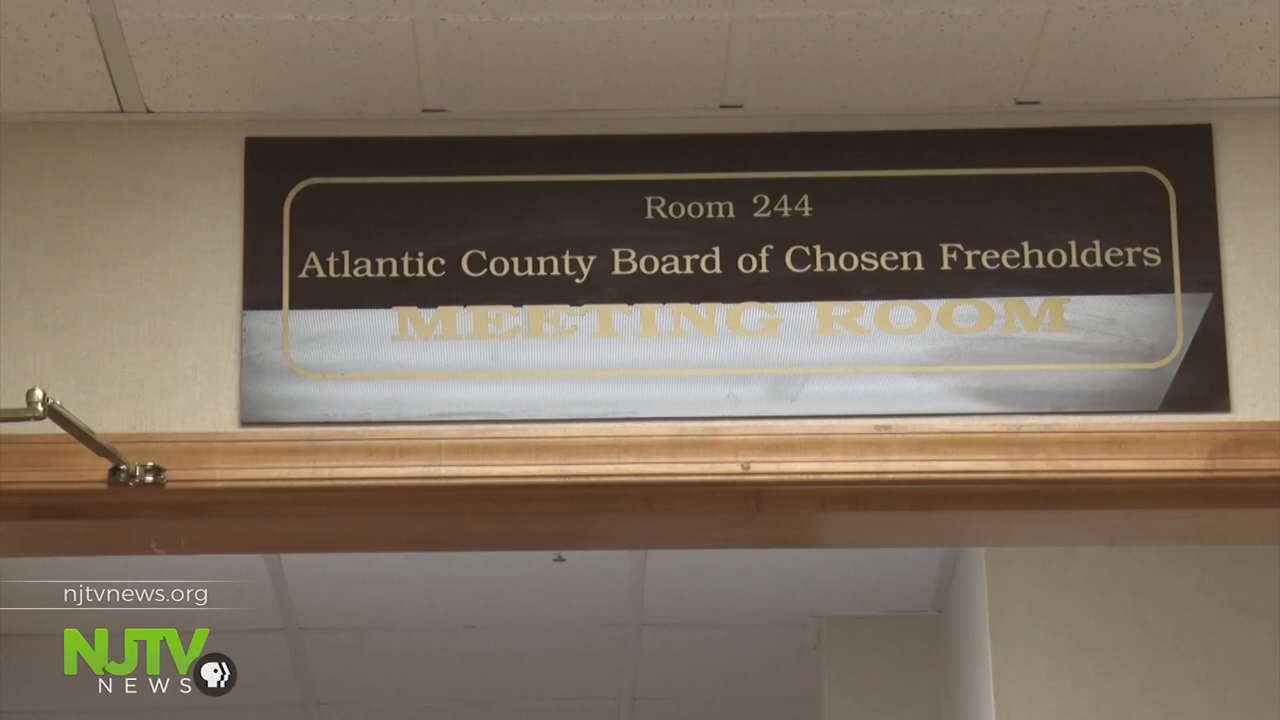 Room 244
Atlantic County Board of Chosen Freeholders
MEETING ROOM
njtvnews.org
NJTV
NEWS